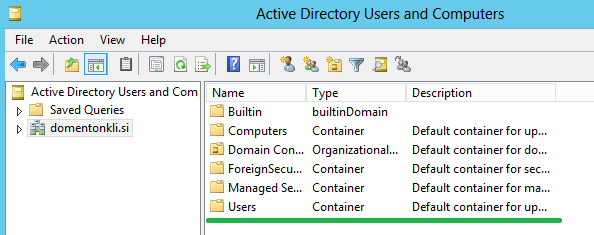 Active Directory Users and Computers
File Action View Help
Active Directory Users and Com
Saved Queries
domentonkli.si
Name Type Description
Builtin builtinDomain
Computers Container Default container for up...
Domain Con... Organizational... Default container for do...
ForeignSecu... Container Default container for sec...
Managed Se... Container Default container for ma...
Users Container Default container for up...